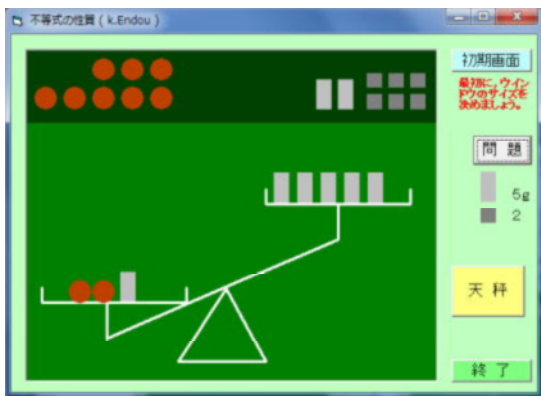 不等式の性質 ( k.Endou )
初期画面
最初に、ウイン
ドウのサイズを
決めましょう。
問 題
5g
2
天 秤
終 了